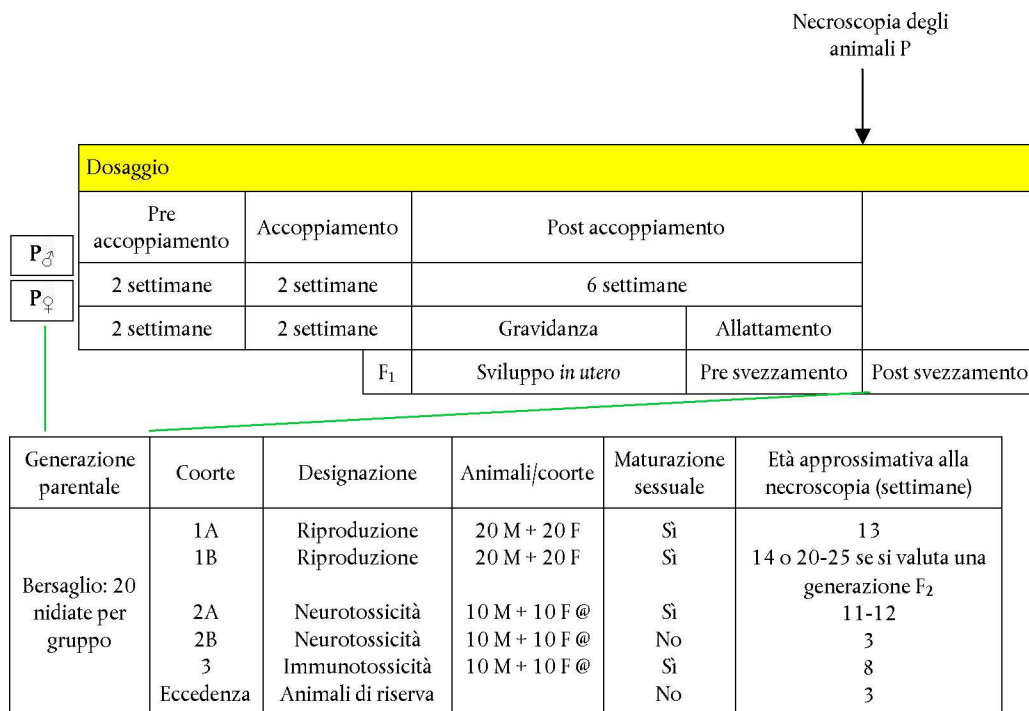 Necroscopia degli
animali P
Dosaggio
Pre
accoppiamento
Accoppiamento
Post accoppiamento
P♂
2 settimane
2 settimane
6 settimane
P♀
2 settimane
2 settimane
Gravidanza
Allattamento
F₁
Sviluppo in utero
Pre svezzamento
Post svezzamento
Generazione
parentale
Coorte
Designazione
Animali/coorte
Maturazione
sessuale
Età approssimativa alla
necroscopia (settimane)
Bersaglio: 20
nidiate per
gruppo
1A Riproduzione 20 M + 20 F Sì 13
1B Riproduzione 20 M + 20 F Sì 14 o 20-25 se si valuta una
generazione F₂
2A Neurotossicità 10 M + 10 F @ Sì 11-12
2B Neurotossicità 10 M + 10 F @ No 3
3 Immunotossicità 10 M + 10 F @ Sì 8
Eccedenza Animali di riserva No 3